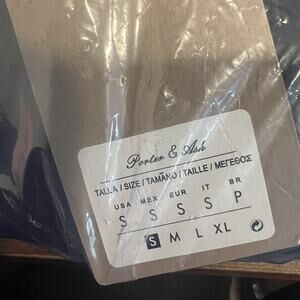 Porter & Ash
TALLA / SIZE / TAMAÑO / TAILLE / ΜΕΓΕΘΟΣ
USA MEX EUR IT BR
S S S S P
S M L XL